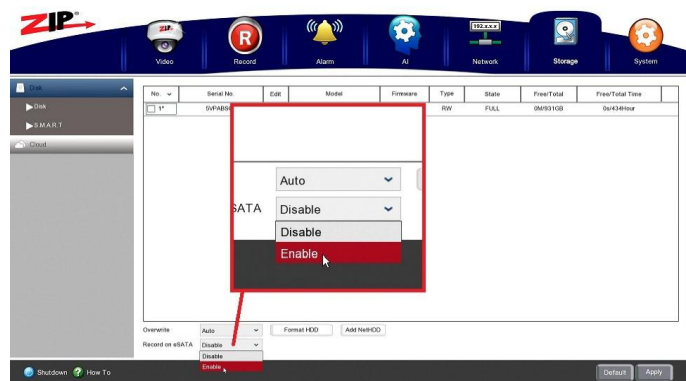 ZIP
ZIP
192.x.x.x
Video
Record
Alarm
AI
Network
Storage
System
Disk
Disk
S.M.A.R.T
Cloud
No. Serial No. Edit Model Firmware Type State Free/Total Free/Total Time
1* RW FULL 0M/931GB 0s/434Hour
Auto
SATA Disable
Disable
Enable
Overwrite Auto Format HDD Add NetHDD
Record on eSATA Disable
Disable
Enable
Shutdown How To Default Apply